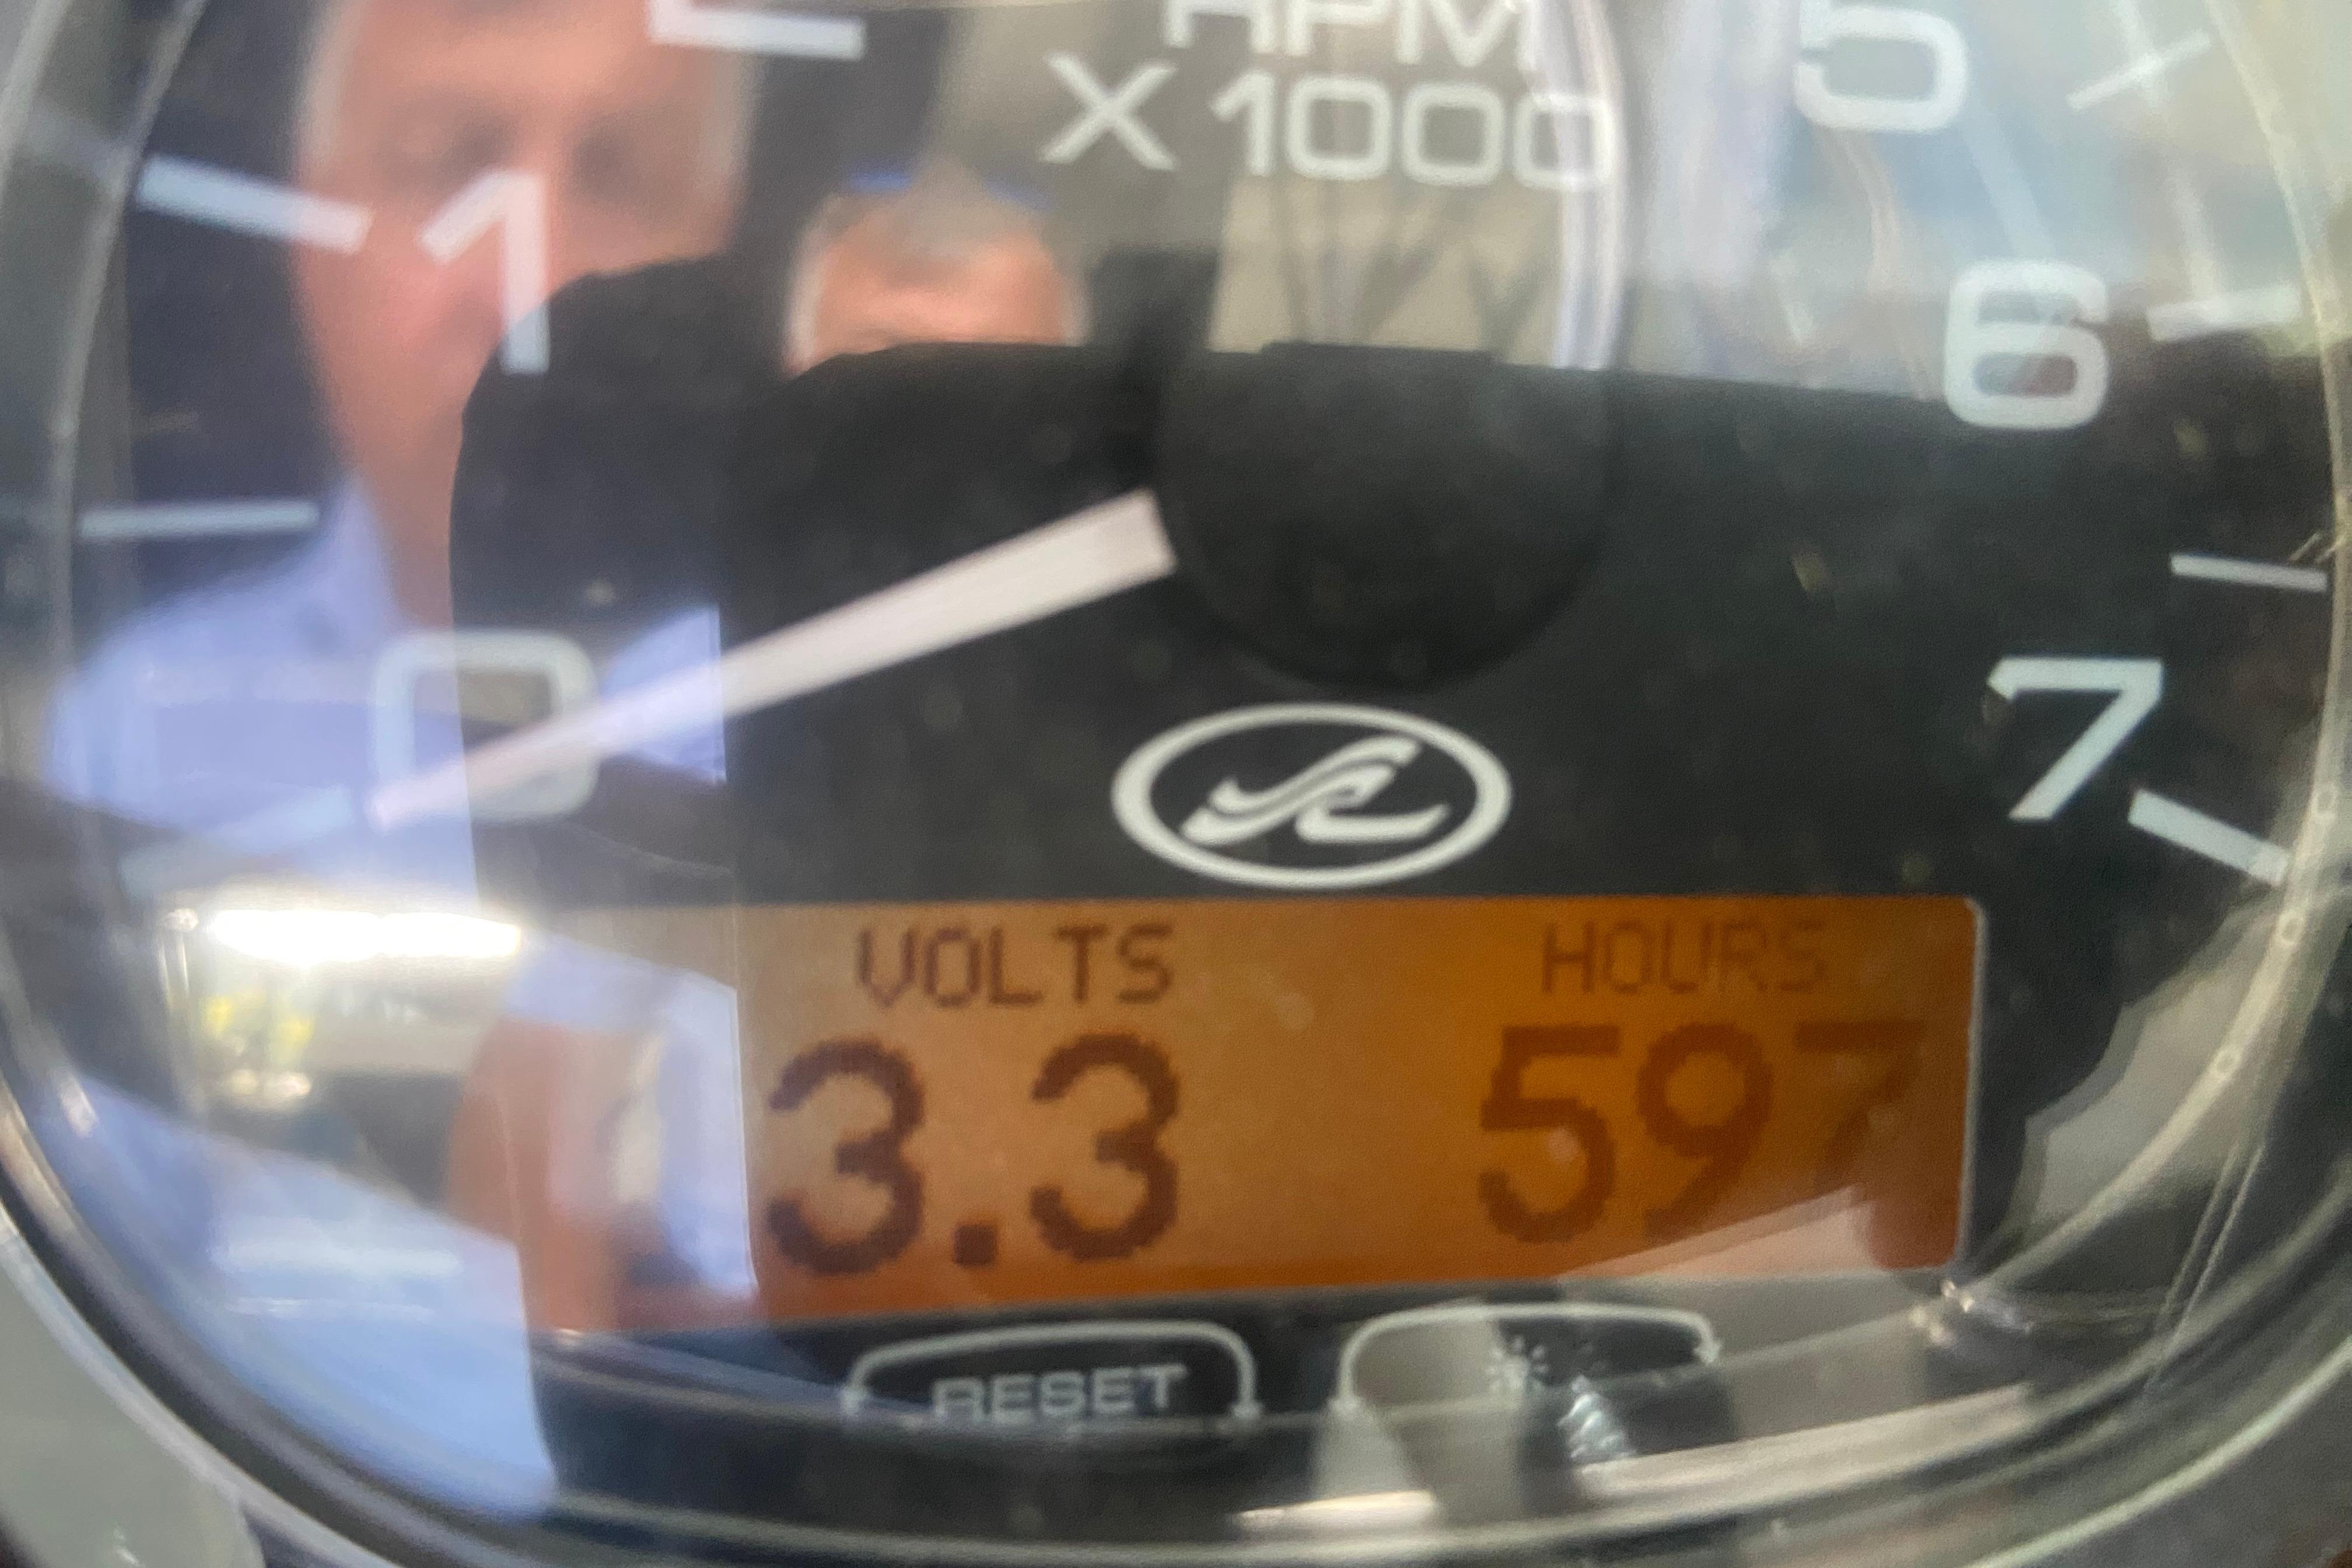 RPM
X 1000
5
1
6
0
7
VOLTS HOURS
3.3 597
RESET